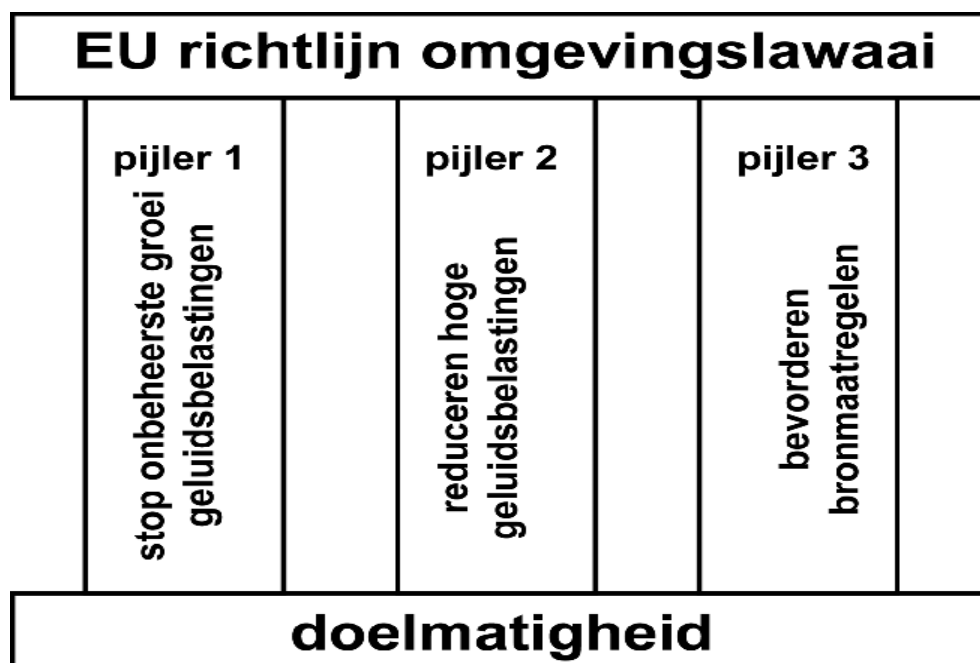 EU richtlijn omgevingslawaai
pijler 1
stop onbeheerste groei
geluidsbelastingen
pijler 2
reduceren hoge
geluidsbelastingen
pijler 3
bevorderen
bronmaatregelen
doelmatigheid